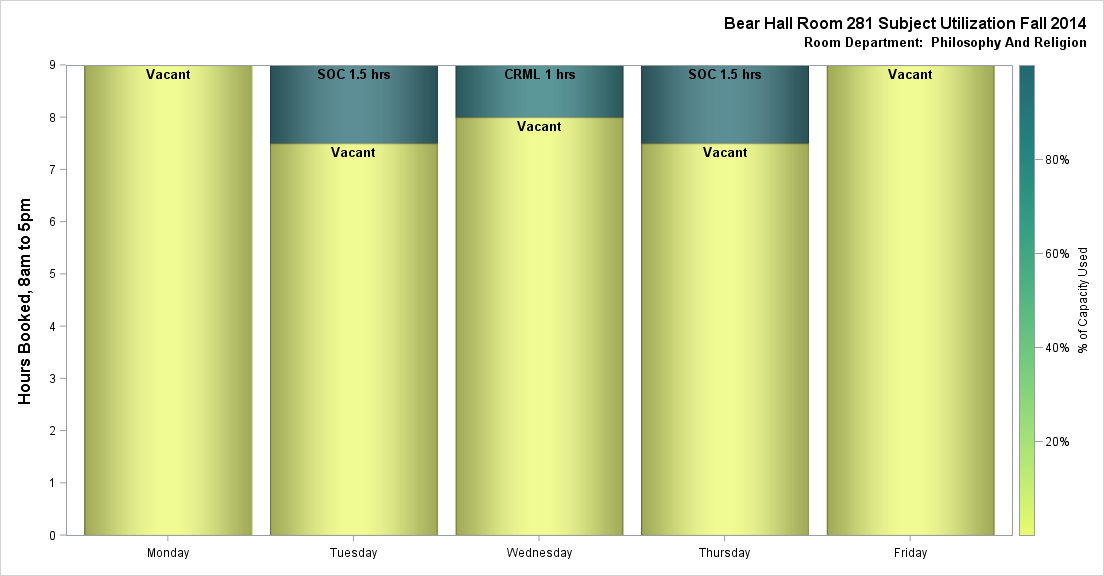 Bear Hall Room 281 Subject Utilization Fall 2014
Room Department:  Philosophy And Religion
Hours Booked, 8am to 5pm
9
8
7
6
5
4
3
2
1
0
Vacant
SOC 1.5 hrs
Vacant
CRML 1 hrs
Vacant
SOC 1.5 hrs
Vacant
Vacant
Monday
Tuesday
Wednesday
Thursday
Friday
80%
60%
40%
20%
% of Capacity Used